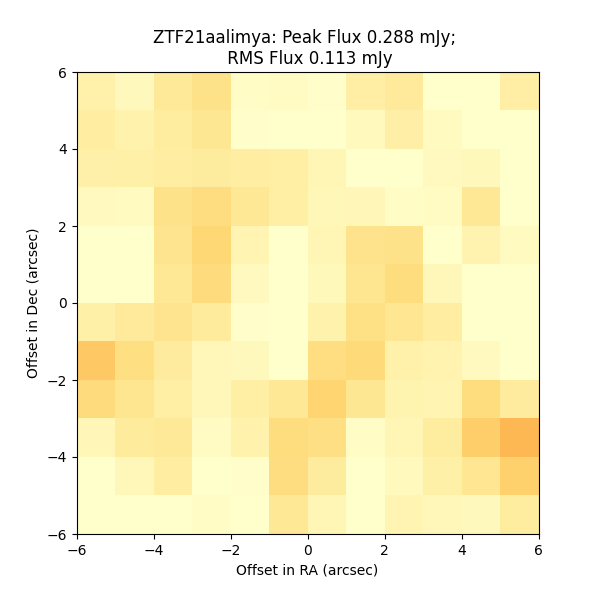 ZTF21aalimya: Peak Flux 0.288 mJy;
RMS Flux 0.113 mJy
6
4
2
0
−2
−4
−6
Offset in Dec (arcsec)
−6 −4 −2 0 2 4 6
Offset in RA (arcsec)